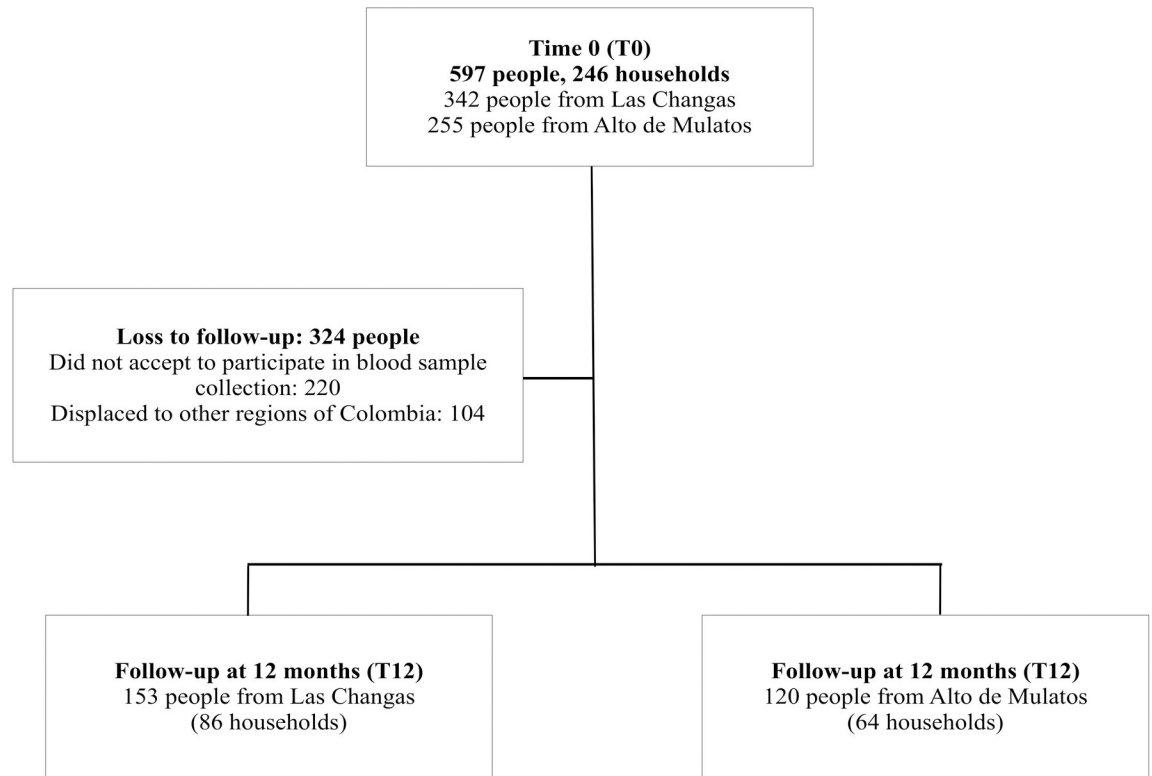 Time 0 (T0)
597 people, 246 households
342 people from Las Changas
255 people from Alto de Mulatos
Loss to follow-up: 324 people
Did not accept to participate in blood sample
collection: 220
Displaced to other regions of Colombia: 104
Follow-up at 12 months (T12)
153 people from Las Changas
(86 households)
Follow-up at 12 months (T12)
120 people from Alto de Mulatos
(64 households)